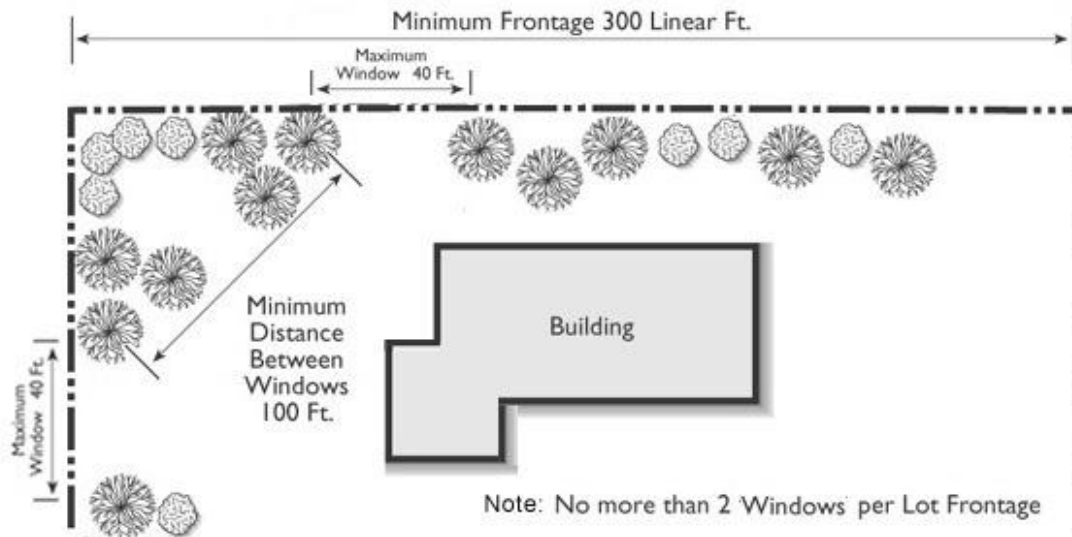 Minimum Frontage 300 Linear Ft.
Maximum
Window 40 Ft.
Minimum
Distance
Between
Windows
100 Ft.
Building
Maximum
Window 40 Ft.
Note: No more than 2 'Windows' per Lot Frontage